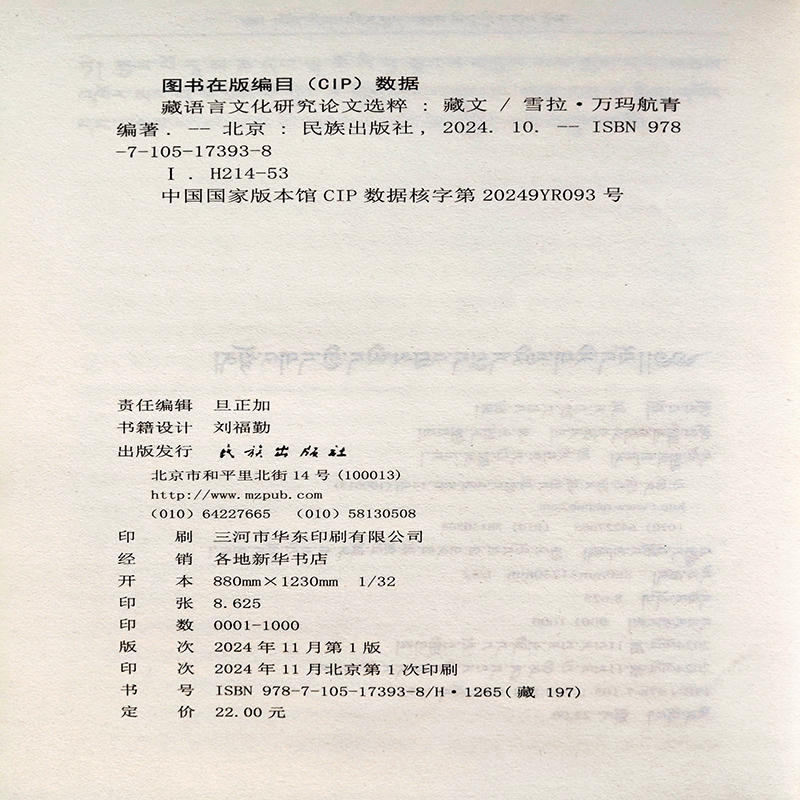 图书在版编目（CIP）数据
藏语言文化研究论文选粹 : 藏文 / 雪拉·万玛航青
编著. -- 北京 : 民族出版社, 2024. 10. -- ISBN 978
-7-105-17393-8
Ⅰ. H214-53
中国国家版本馆 CIP 数据核字第 20249YR093 号
责任编辑 旦正加
书籍设计 刘福勤
出版发行 民族出版社
北京市和平里北街 14 号 (100013)
http://www.mzpub.com
(010) 64227665 (010) 58130508
印 刷 三河市华东印刷有限公司
经 销 各地新华书店
开 本 880mm×1230mm 1/32
印 张 8.625
印 数 0001-1000
版 次 2024 年 11 月第 1 版
印 次 2024 年 11 月北京第 1 次印刷
书 号 ISBN 978-7-105-17393-8/H·1265(藏 197)
定 价 22.00 元